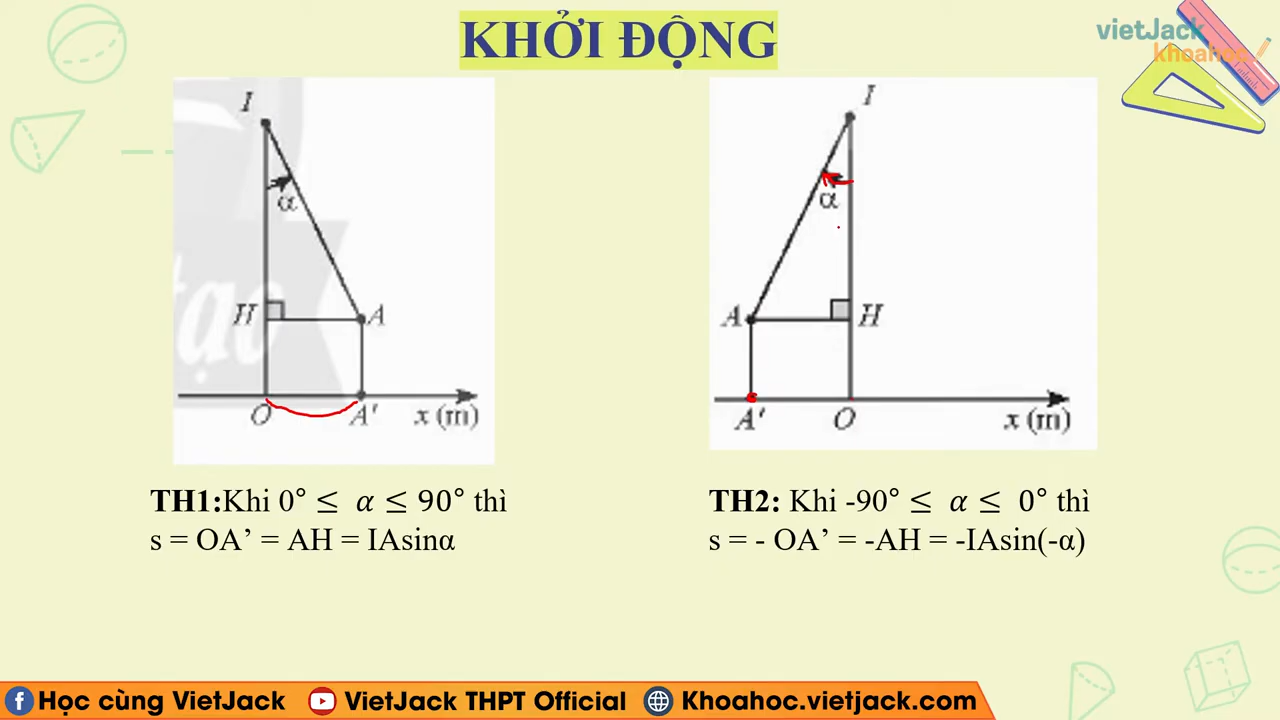 KHỞI ĐỘNG
vietJack
khoahoc
I
α
H
A
O
A'
x (m)
tạo
I
α
A
H
A'
O
x (m)
TH1:Khi 0° ≤ α ≤ 90° thì
s = OA’ = AH = IAsinα
TH2: Khi -90° ≤ α ≤ 0° thì
s = - OA’ = -AH = -IAsin(-α)
Học cùng VietJack
VietJack THPT Official
Khoahoc.vietjack.com